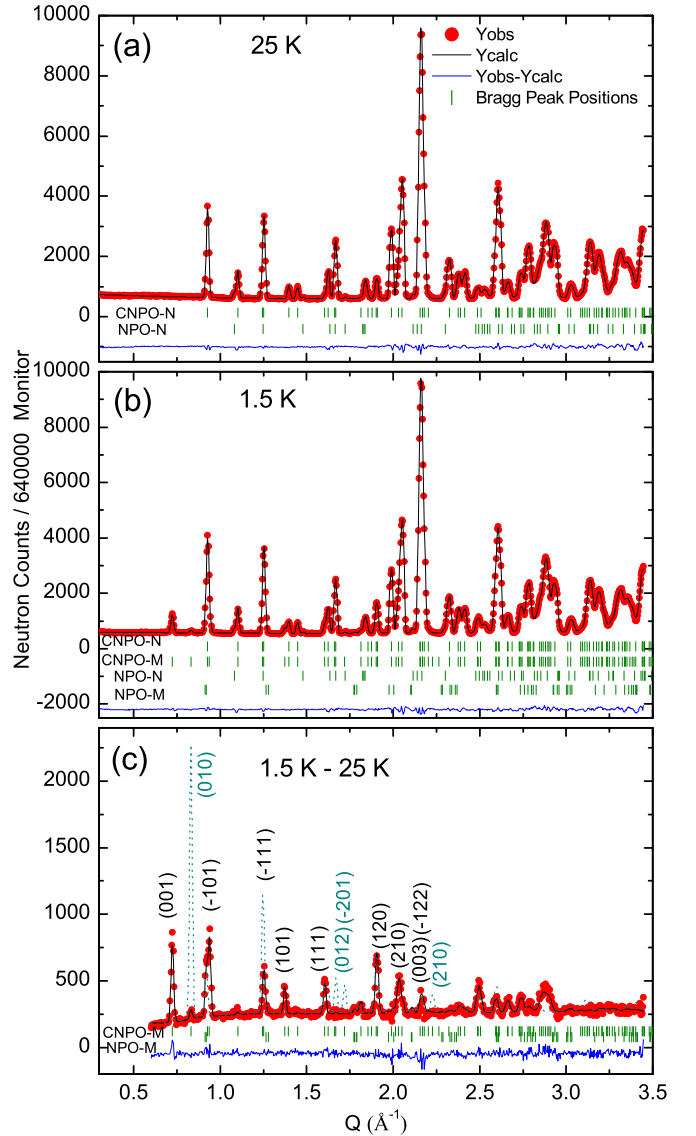 (a)
25 K
Yobs
Ycalc
Yobs-Ycalc
Bragg Peak Positions
10000
8000
6000
4000
2000
0
CNPO-N
NPO-N
(b)
1.5 K
10000
8000
6000
4000
2000
0
-2000
CNPO-N
CNPO-M
NPO-N
NPO-M
Neutron Counts / 640000 Monitor
(c)
1.5 K - 25 K
2000
1500
1000
500
0
(001)
(010)
(-101)
(-111)
(101)
(111)
(012)
(-201)
(120)
(210)
(003)
(-122)
(210)
CNPO-M
NPO-M
0.5 1.0 1.5 2.0 2.5 3.0 3.5
Q (Å⁻¹)